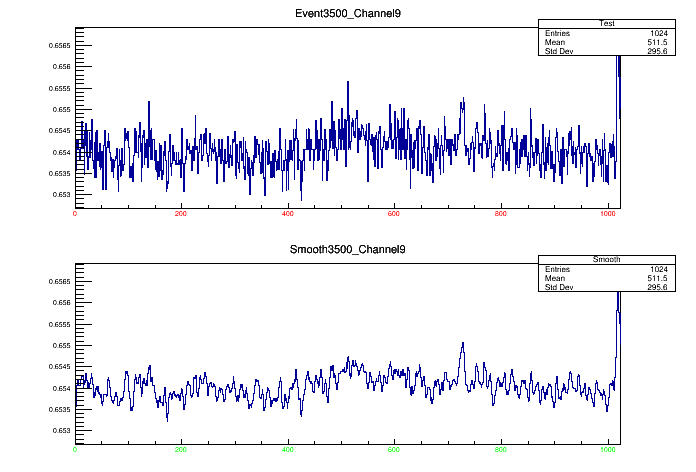 Event3500_Channel9
Test
Entries 1024
Mean 511.5
Std Dev 295.6
0.6565
0.656
0.6555
0.655
0.6545
0.654
0.6535
0.653
0 200 400 600 800 1000
Smooth3500_Channel9
Smooth
Entries 1024
Mean 511.5
Std Dev 295.6
0.6565
0.656
0.6555
0.655
0.6545
0.654
0.6535
0.653
0 200 400 600 800 1000